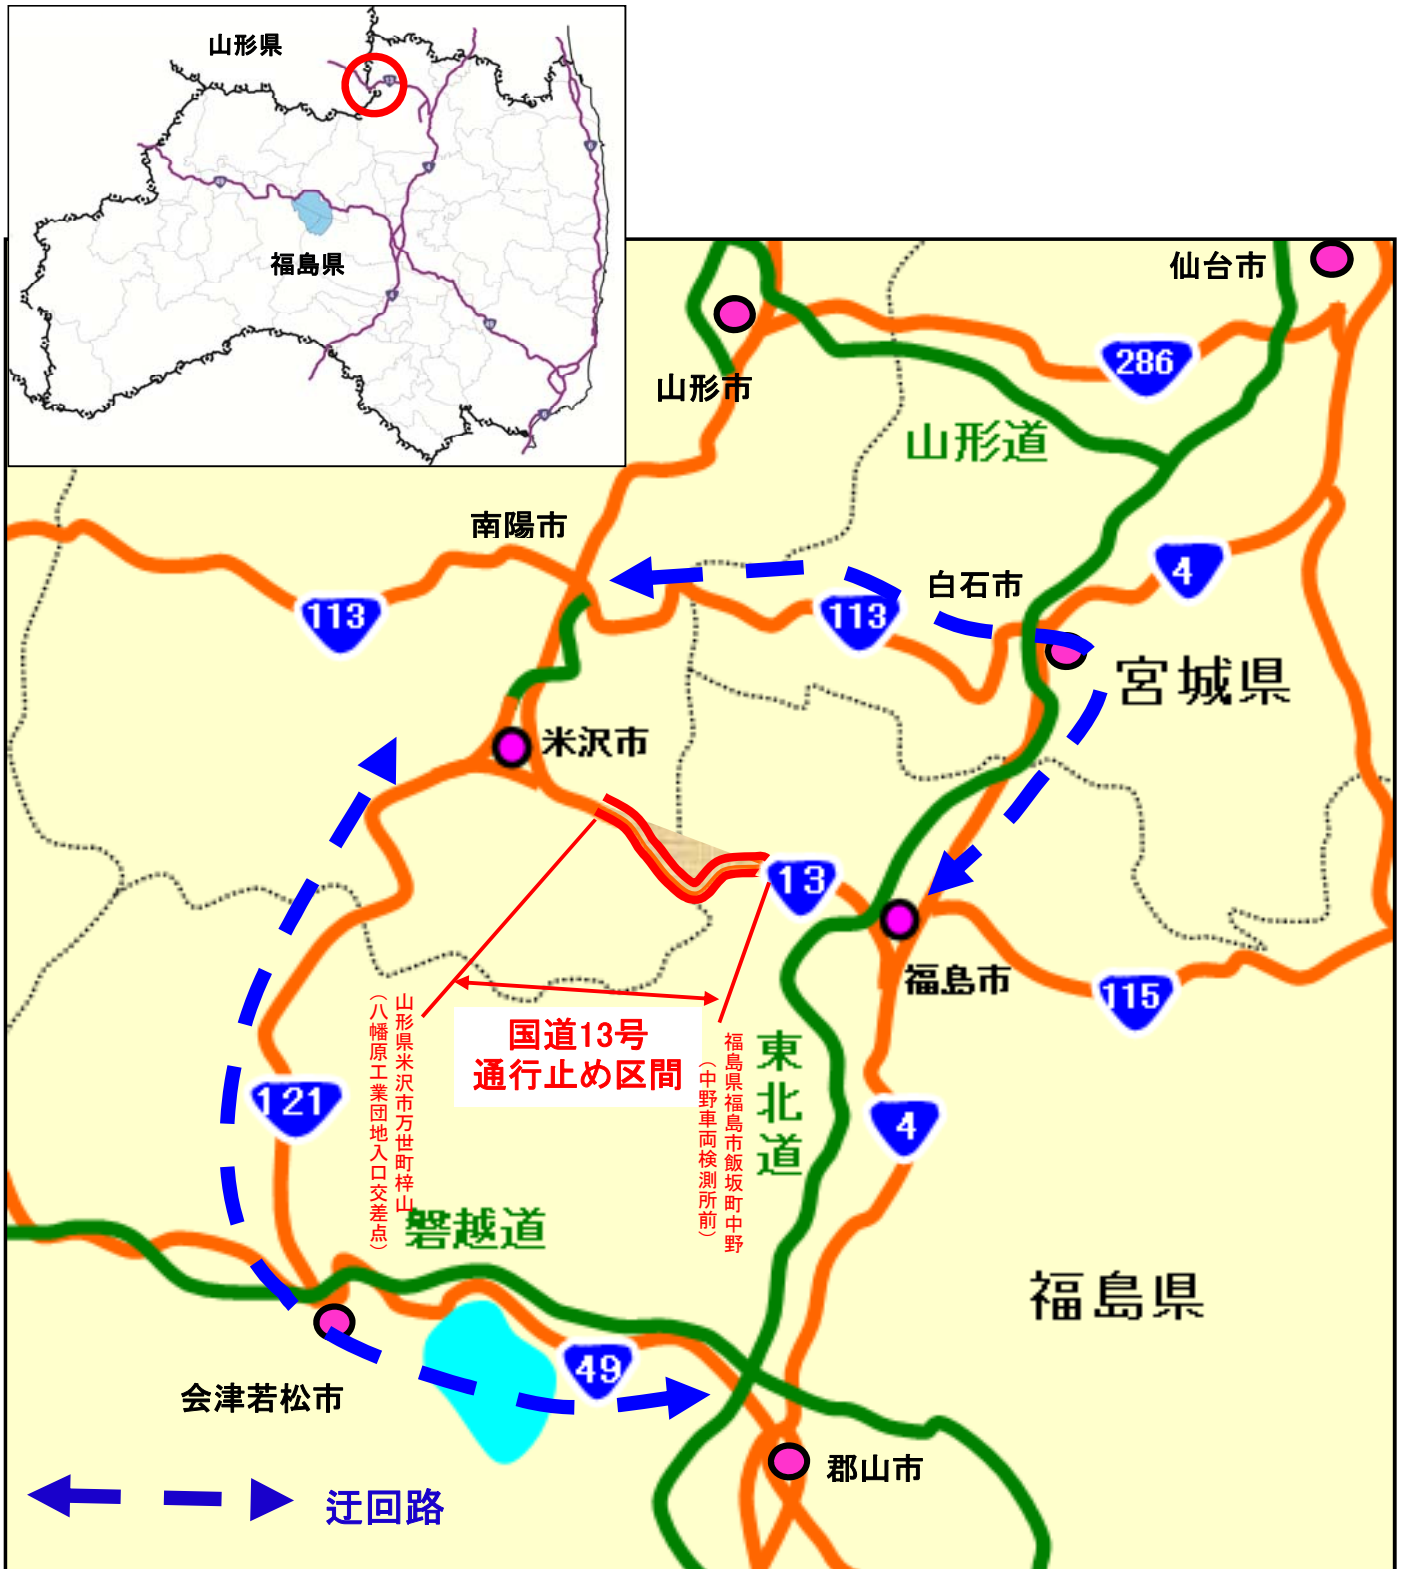 山形県
福島県
仙台市
286
山形市
山形道
南陽市
4
白石市
113
113
宮城県
米沢市
13
福島市
115
国道13号
通行止め区間
山形県米沢市万世町梓山
（八幡原工業団地入口交差点）
福島県福島市飯坂町中野
（中野車両検測所前）
東北道
121
4
磐越道
福島県
49
会津若松市
郡山市
迂回路